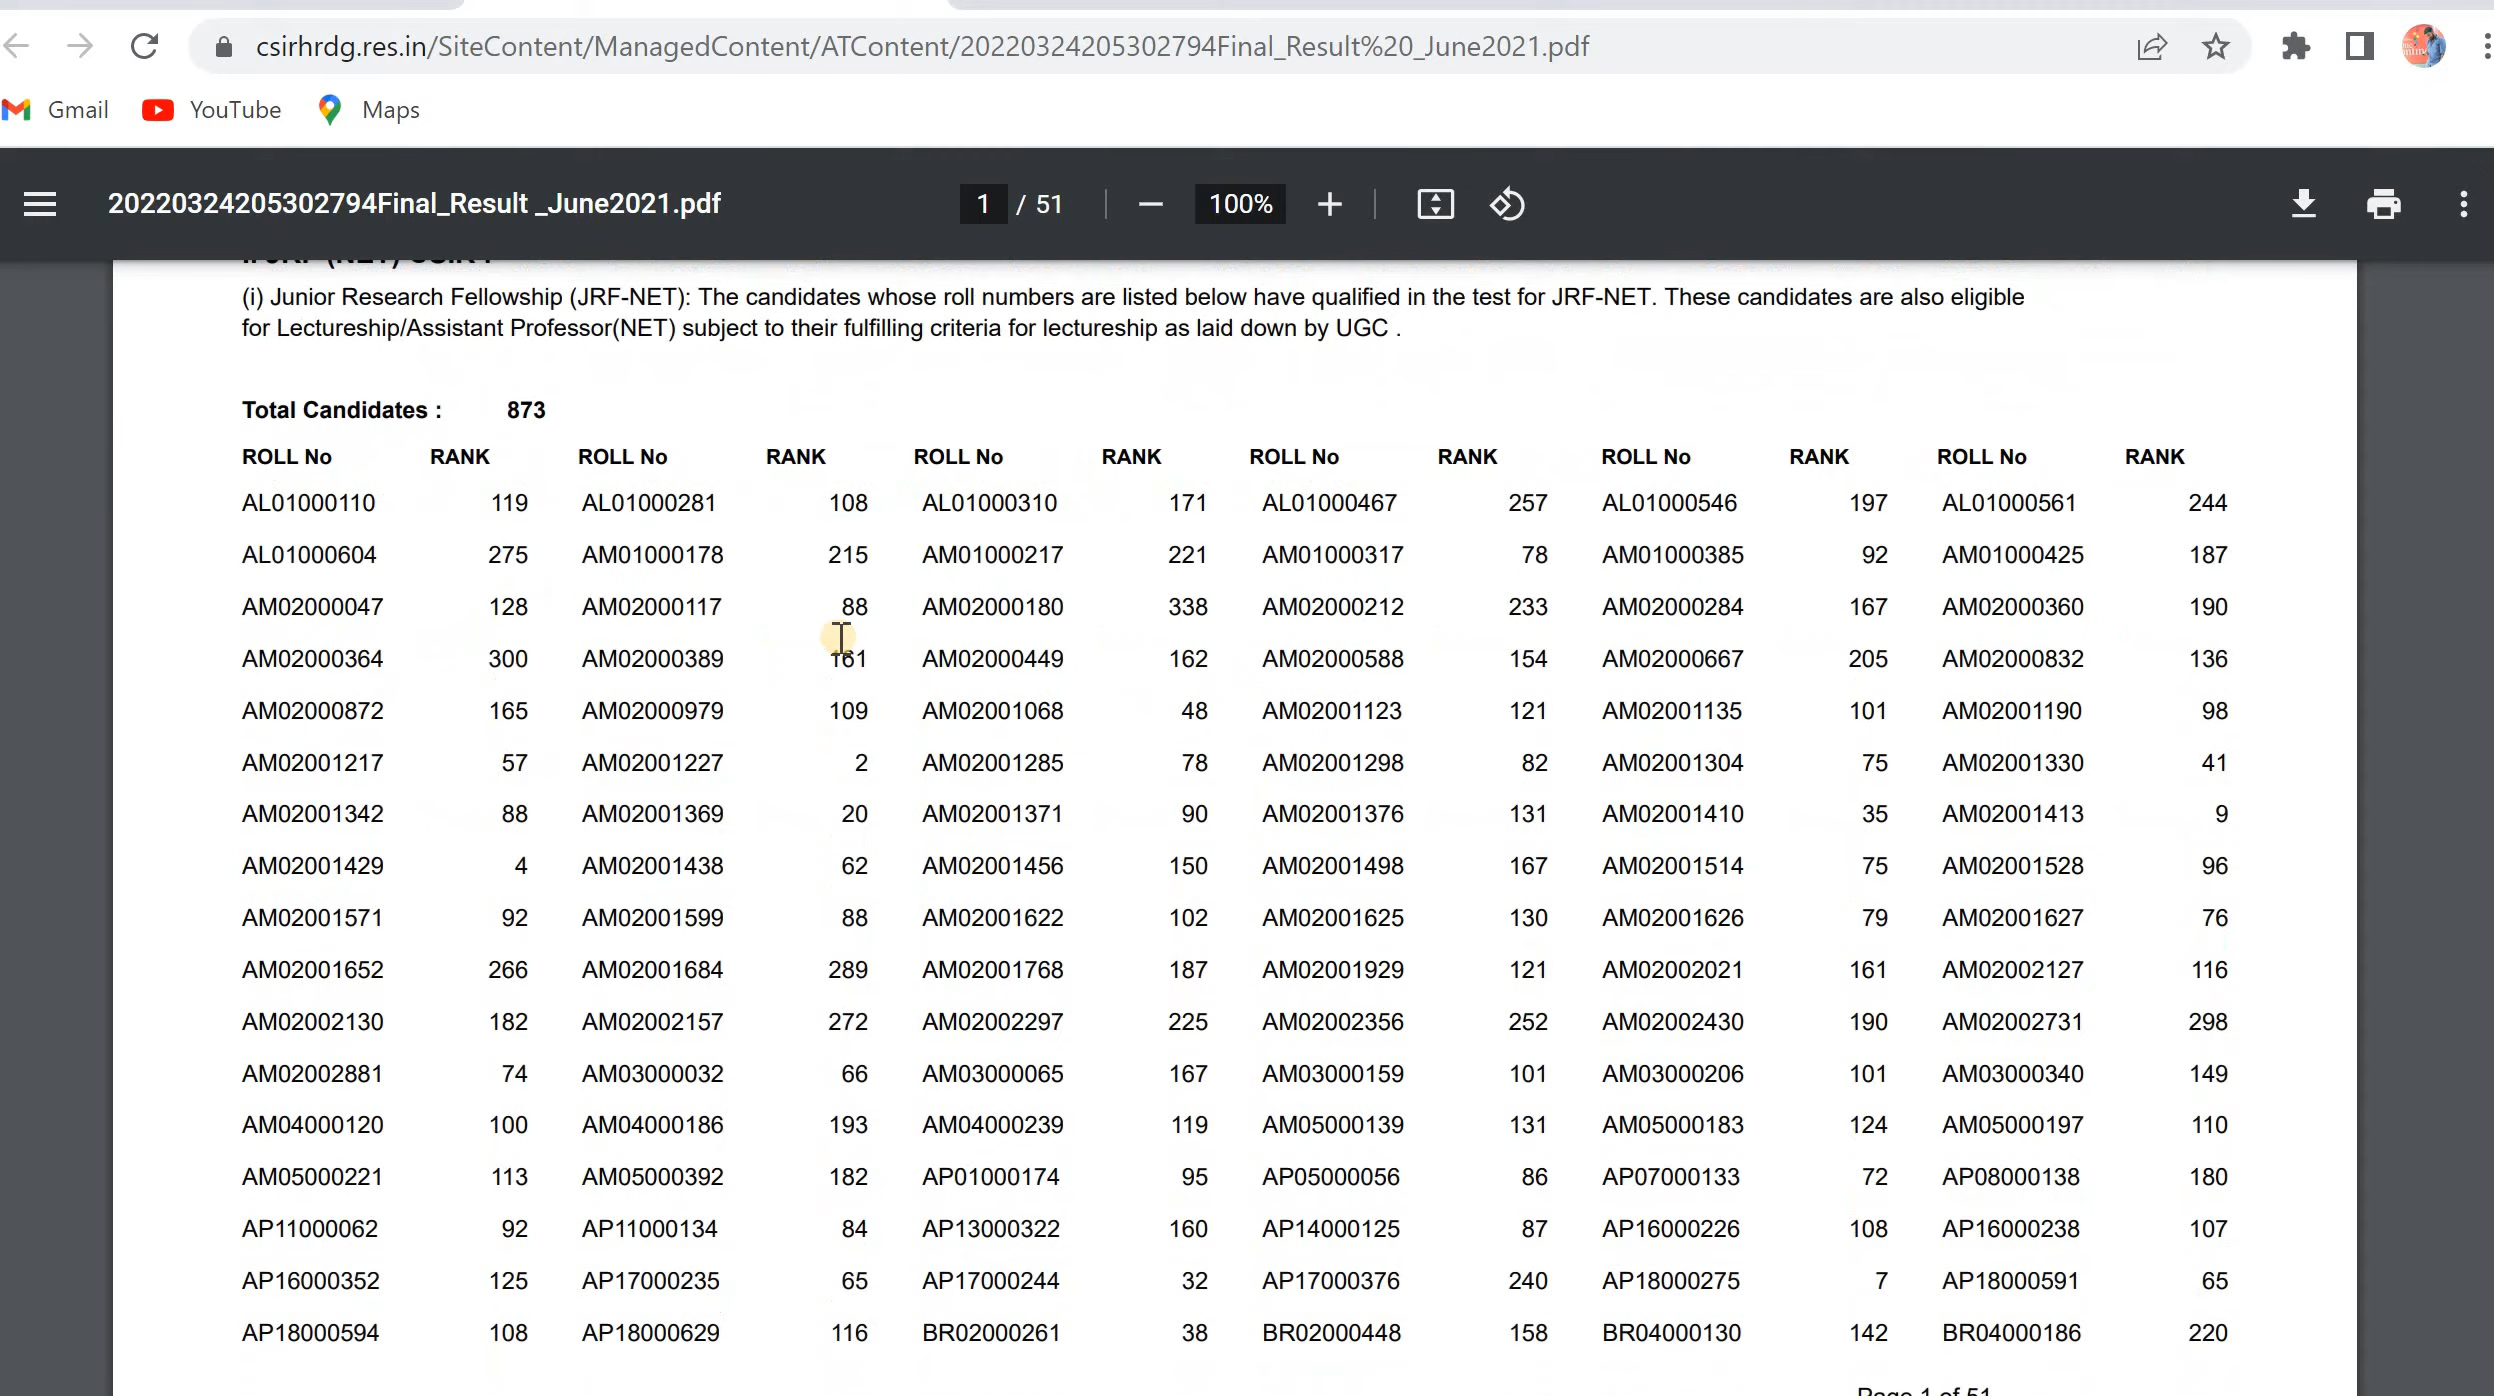 csirhrdg.res.in/SiteContent/ManagedContent/ATContent/20220324205302794Final_Result%20_June2021.pdf
Gmail YouTube Maps
20220324205302794Final_Result _June2021.pdf 1 / 51 100%
(i) Junior Research Fellowship (JRF-NET): The candidates whose roll numbers are listed below have qualified in the test for JRF-NET. These candidates are also eligible
for Lectureship/Assistant Professor(NET) subject to their fulfilling criteria for lectureship as laid down by UGC .
Total Candidates : 873
ROLL No RANK ROLL No RANK ROLL No RANK ROLL No RANK ROLL No RANK ROLL No RANK
AL01000110 119 AL01000281 108 AL01000310 171 AL01000467 257 AL01000546 197 AL01000561 244
AL01000604 275 AM01000178 215 AM01000217 221 AM01000317 78 AM01000385 92 AM01000425 187
AM02000047 128 AM02000117 88 AM02000180 338 AM02000212 233 AM02000284 167 AM02000360 190
AM02000364 300 AM02000389 161 AM02000449 162 AM02000588 154 AM02000667 205 AM02000832 136
AM02000872 165 AM02000979 109 AM02001068 48 AM02001123 121 AM02001135 101 AM02001190 98
AM02001217 57 AM02001227 2 AM02001285 78 AM02001298 82 AM02001304 75 AM02001330 41
AM02001342 88 AM02001369 20 AM02001371 90 AM02001376 131 AM02001410 35 AM02001413 9
AM02001429 4 AM02001438 62 AM02001456 150 AM02001498 167 AM02001514 75 AM02001528 96
AM02001571 92 AM02001599 88 AM02001622 102 AM02001625 130 AM02001626 79 AM02001627 76
AM02001652 266 AM02001684 289 AM02001768 187 AM02001929 121 AM02002021 161 AM02002127 116
AM02002130 182 AM02002157 272 AM02002297 225 AM02002356 252 AM02002430 190 AM02002731 298
AM02002881 74 AM03000032 66 AM03000065 167 AM03000159 101 AM03000206 101 AM03000340 149
AM04000120 100 AM04000186 193 AM04000239 119 AM05000139 131 AM05000183 124 AM05000197 110
AM05000221 113 AM05000392 182 AP01000174 95 AP05000056 86 AP07000133 72 AP08000138 180
AP11000062 92 AP11000134 84 AP13000322 160 AP14000125 87 AP16000226 108 AP16000238 107
AP16000352 125 AP17000235 65 AP17000244 32 AP17000376 240 AP18000275 7 AP18000591 65
AP18000594 108 AP18000629 116 BR02000261 38 BR02000448 158 BR04000130 142 BR04000186 220
Page 1 of 51